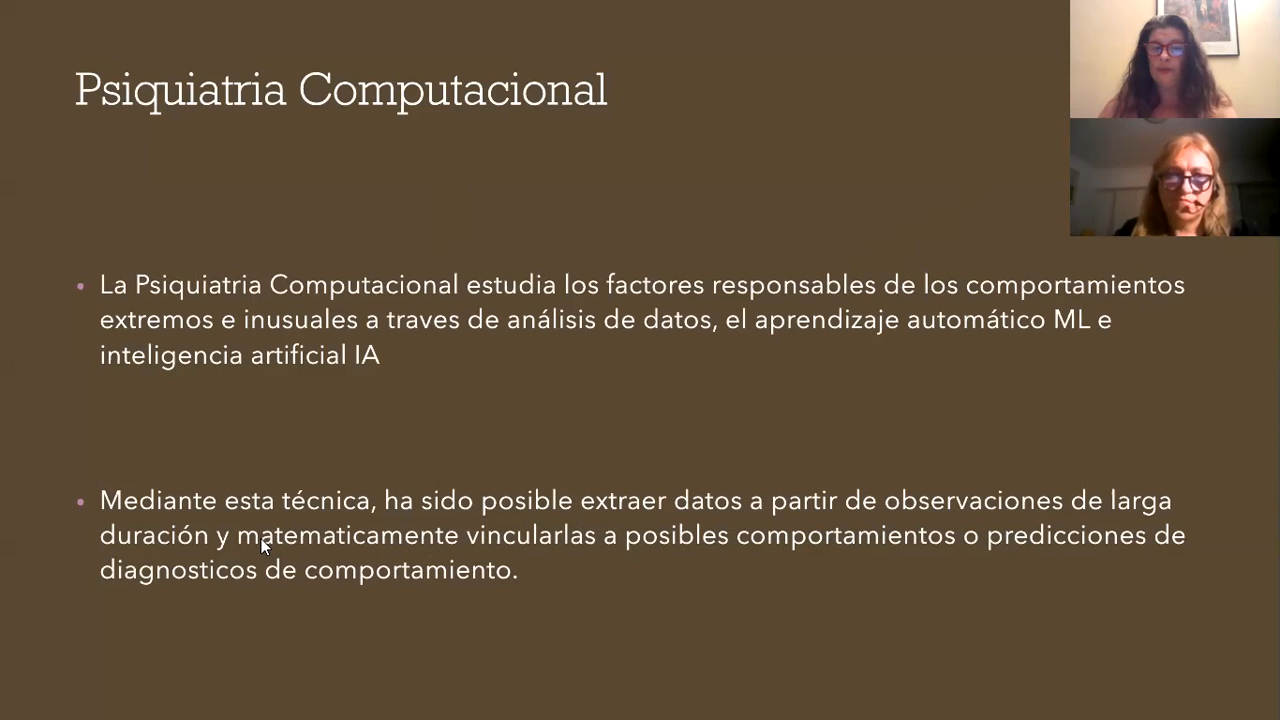 Psiquiatria Computacional
• La Psiquiatria Computacional estudia los factores responsables de los comportamientos
extremos e inusuales a traves de análisis de datos, el aprendizaje automático ML e
inteligencia artificial IA
• Mediante esta técnica, ha sido posible extraer datos a partir de observaciones de larga
duración y matematicamente vincularlas a posibles comportamientos o predicciones de
diagnosticos de comportamiento.